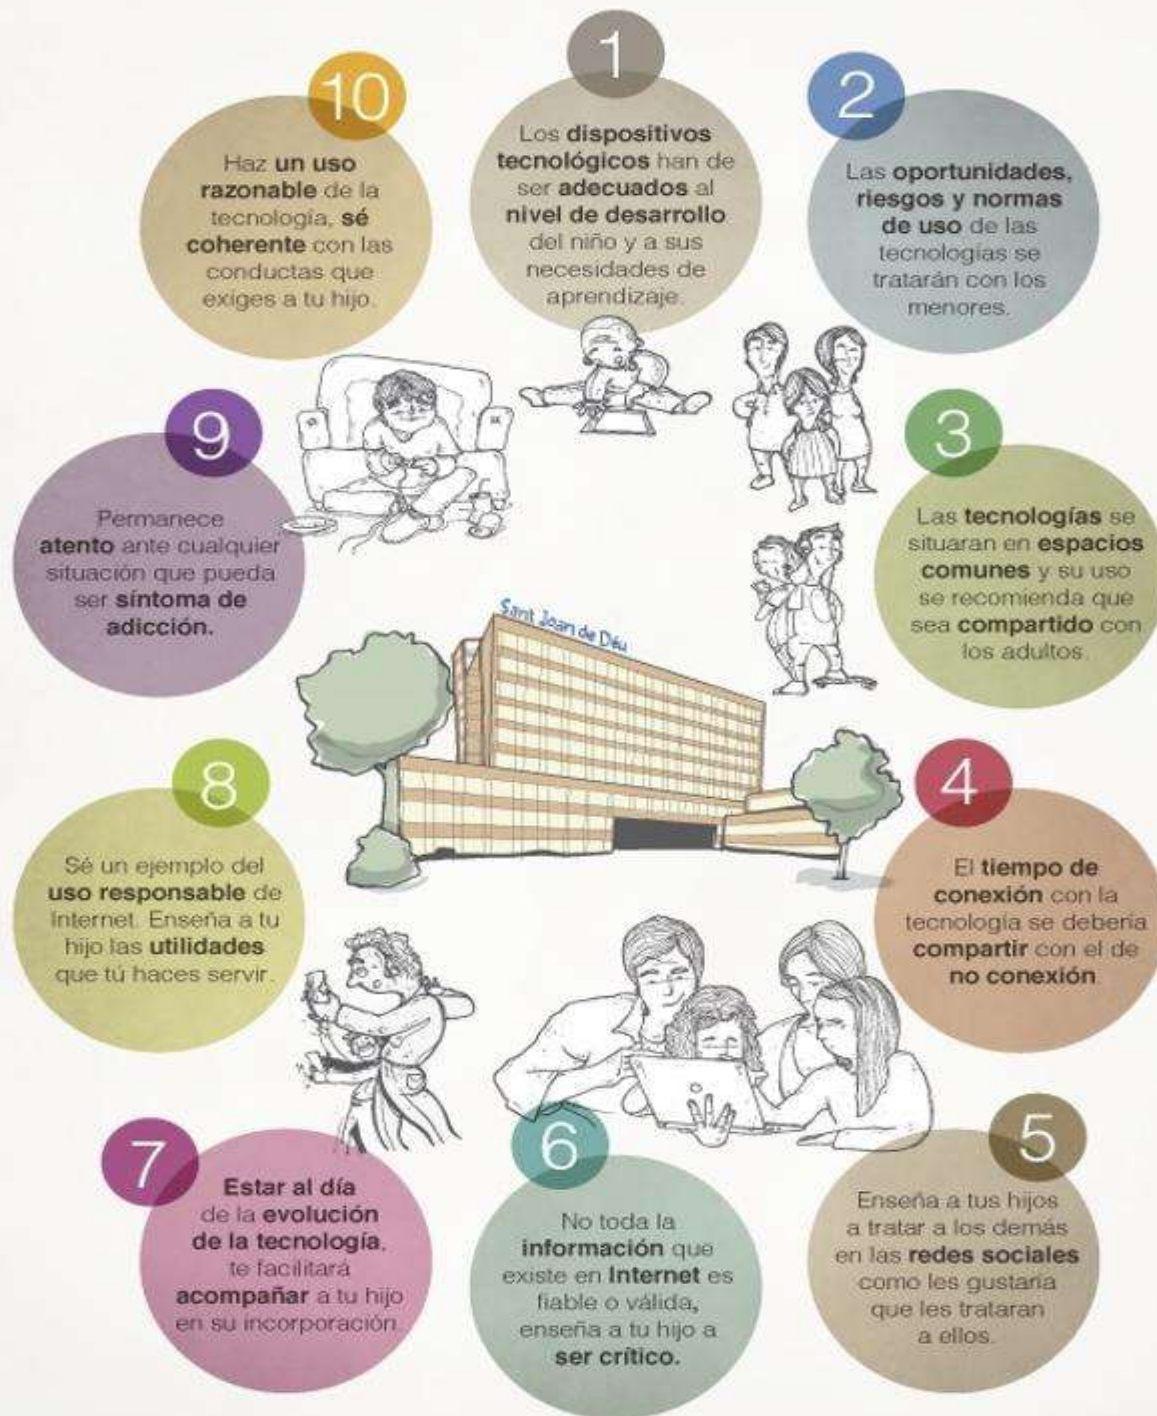 1
Los dispositivos
tecnológicos han de
ser adecuados al
nivel de desarrollo
del niño y a sus
necesidades de
aprendizaje.
2
Las oportunidades,
riesgos y normas
de uso de las
tecnologías se
tratarán con los
menores.
3
Las tecnologías se
situaran en espacios
comunes y su uso
se recomienda que
sea compartido con
los adultos.
4
El tiempo de
conexión con la
tecnología se debería
compartir con el de
no conexión.
5
Enseña a tus hijos
a tratar a los demás
en las redes sociales
como les gustaría
que les trataran
a ellos.
6
No toda la
información que
existe en Internet es
fiable o válida,
enseña a tu hijo a
ser crítico.
7
Estar al día
de la evolución
de la tecnología,
te facilitará
acompañar a tu hijo
en su incorporación
8
Sé un ejemplo del
uso responsable de
Internet. Enseña a tu
hijo las utilidades
que tú haces servir.
9
Permanece
atento ante cualquier
situación que pueda
ser síntoma de
adicción.
10
Haz un uso
razonable de la
tecnología, sé
coherente con las
conductas que
exiges a tu hijo.
Sant Joan de Déu